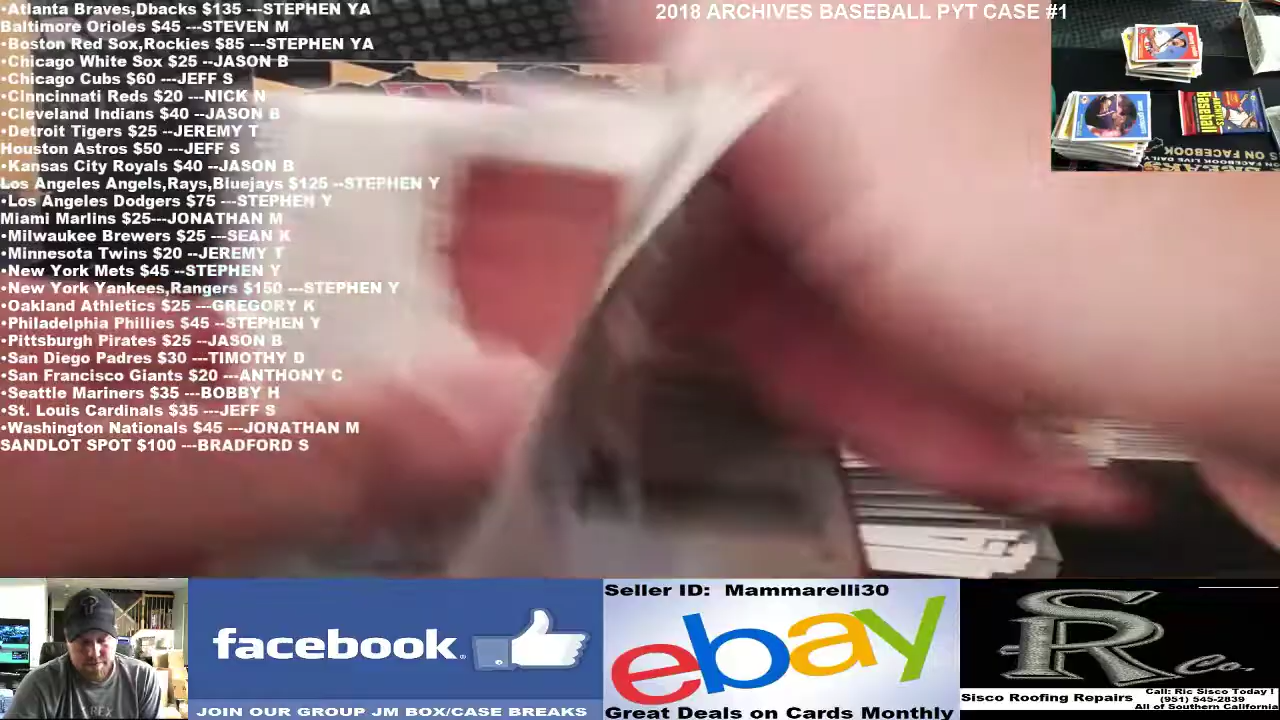 •Atlanta Braves,Dbacks $135 ---STEPHEN YA
Baltimore Orioles $45 ---STEVEN M
•Boston Red Sox,Rockies $85 ---STEPHEN YA
•Chicago White Sox $25 --JASON B
•Chicago Cubs $60 ---JEFF S
•CInncinnati Reds $20 ---NICK N
•Cleveland Indians $40 --JASON B
•Detroit Tigers $25 --JEREMY T
Houston Astros $50 ---JEFF S
•Kansas City Royals $40 --JASON B
Los Angeles Angels,Rays,Bluejays $125 --STEPHEN Y
•Los Angeles Dodgers $75 ---STEPHEN Y
Miami Marlins $25---JONATHAN M
•Milwaukee Brewers $25 ---SEAN K
•Minnesota Twins $20 --JEREMY T
•New York Mets $45 --STEPHEN Y
•New York Yankees,Rangers $150 ---STEPHEN Y
•Oakland Athletics $25 ---GREGORY K
•Philadelphia Phillies $45 --STEPHEN Y
•Pittsburgh Pirates $25 --JASON B
•San Diego Padres $30 ---TIMOTHY D
•San Francisco Giants $20 ---ANTHONY C
•Seattle Mariners $35 ---BOBBY H
•St. Louis Cardinals $35 ---JEFF S
•Washington Nationals $45 ---JONATHAN M
SANDLOT SPOT $100 ---BRADFORD S
2018 ARCHIVES BASEBALL PYT CASE #1
Baseball
S ON FACEBOOK
facebook.
JOIN OUR GROUP JM BOX/CASE BREAKS
Seller ID: Mammarelli30
ebay
Great Deals on Cards Monthly
SR Co.
Sisco Roofing Repairs
Call: Ric Sisco Today !
(951) 545-2839
All of Southern California